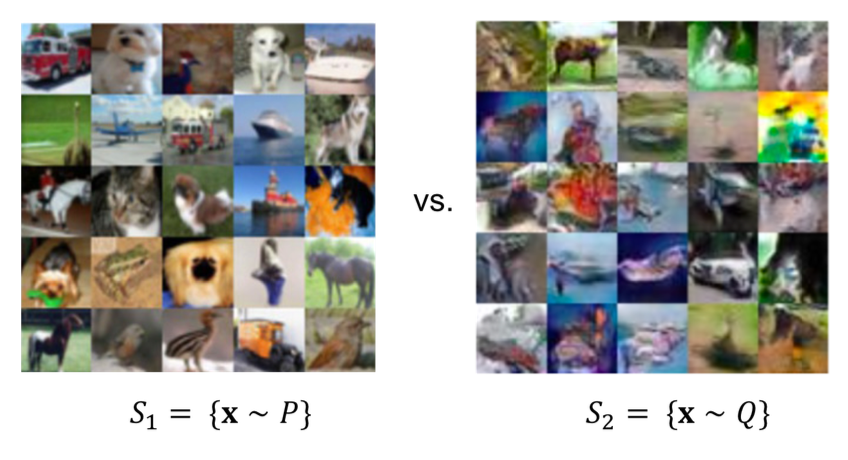 vs.
S₁ = {𝐱 ~ P}
S₂ = {𝐱 ~ Q}